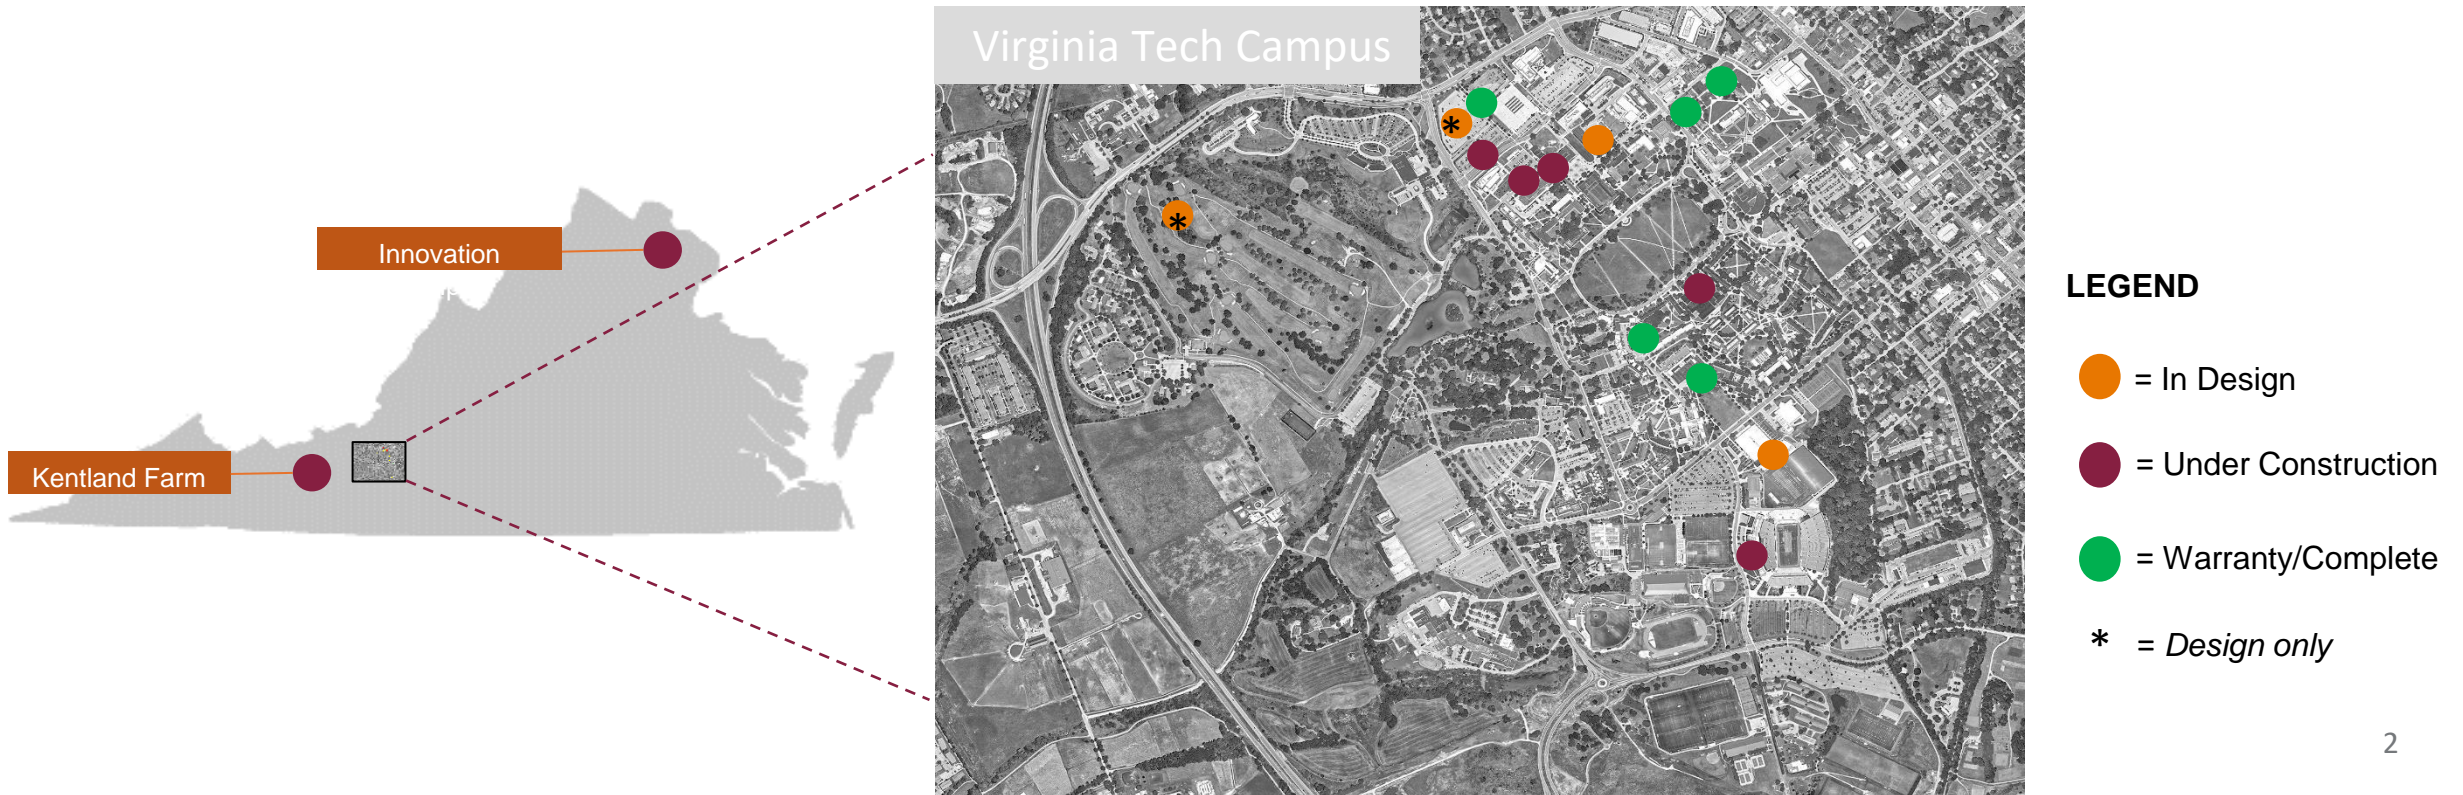 Virginia Tech Campus
Innovation
Kentland Farm
LEGEND
= In Design
= Under Construction
= Warranty/Complete
* = Design only
*
*
2